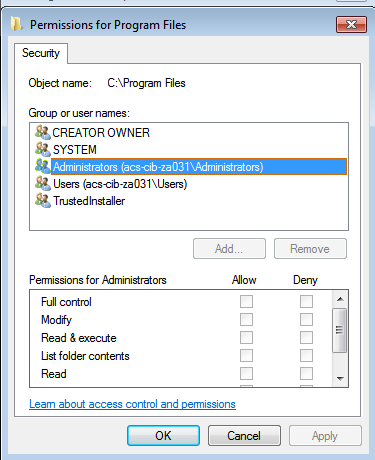 Permissions for Program Files
Security
Object name: C:\Program Files
Group or user names:
CREATOR OWNER
SYSTEM
Administrators (acs-cib-za031\Administrators)
Users (acs-cib-za031\Users)
TrustedInstaller
Add... Remove
Permissions for Administrators Allow Deny
Full control
Modify
Read & execute
List folder contents
Read
Learn about access control and permissions
OK Cancel Apply